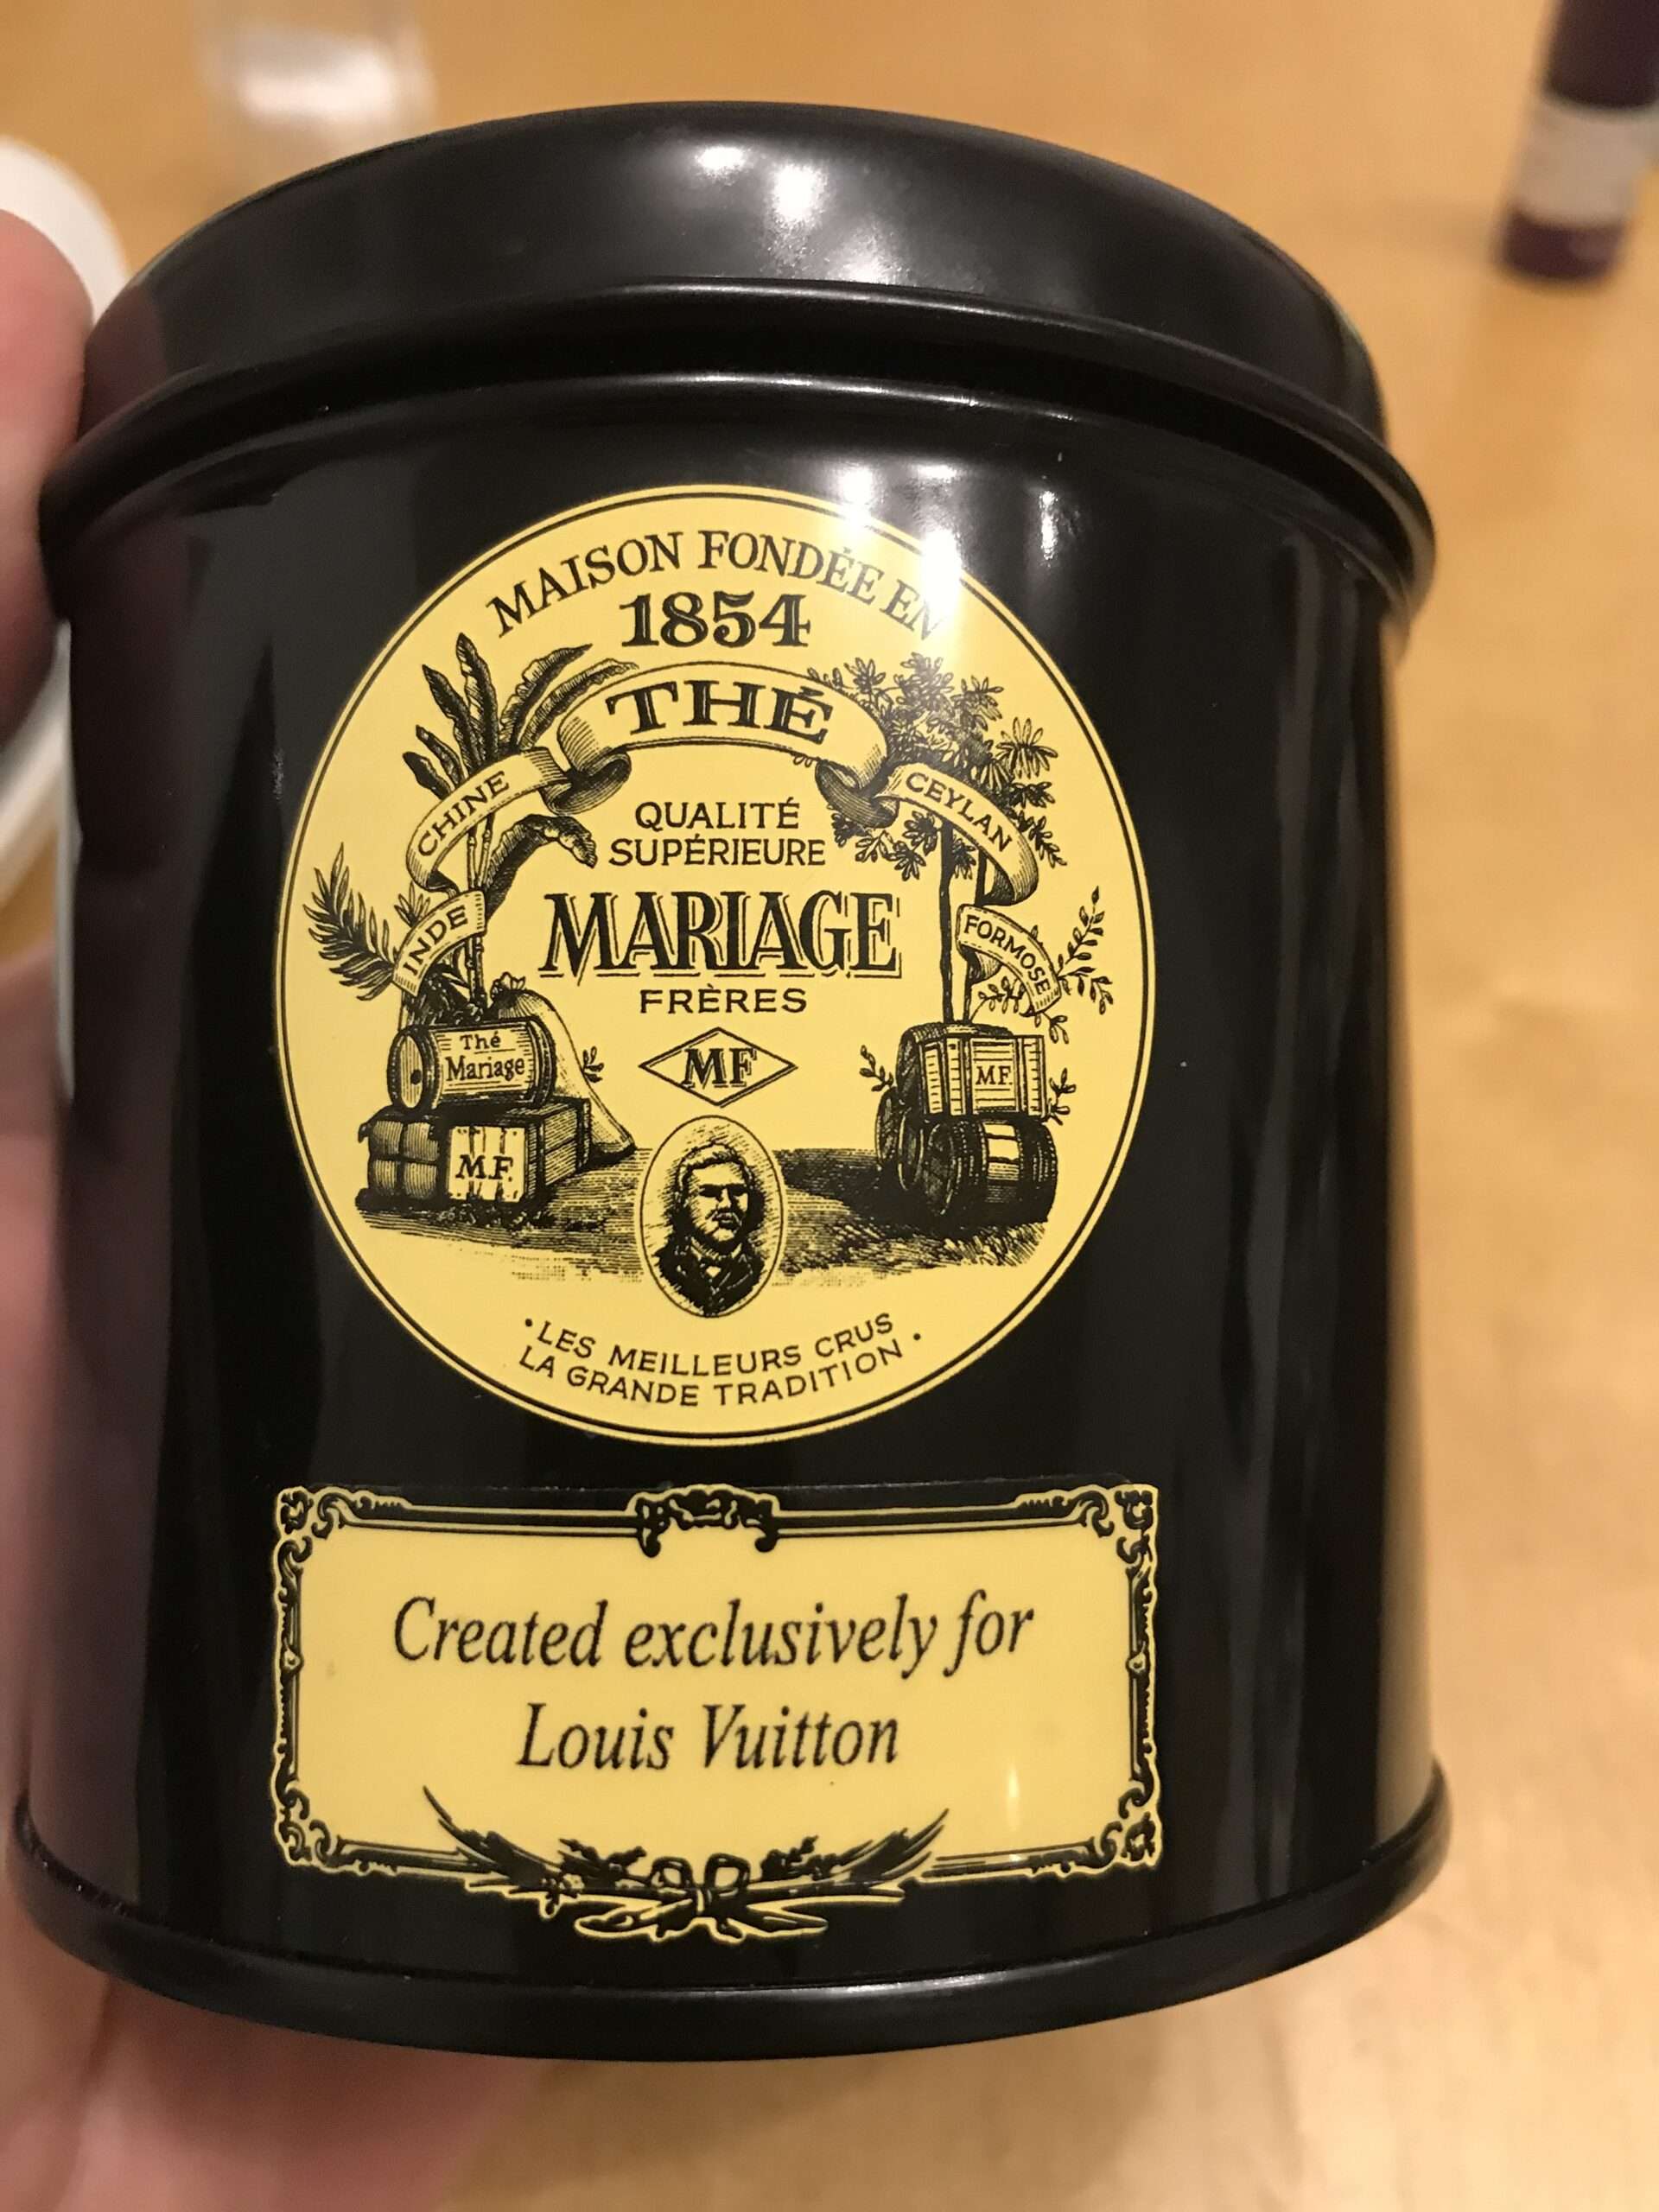 MAISON FONDÉE EN
1854
THÉ
CHINE
CEYLAN
INDE
FORMOSE
QUALITÉ
SUPÉRIEURE
MARIAGE
FRÈRES
MF
Thé
Mariage
M.F.
MF
• LES MEILLEURS CRUS •
LA GRANDE TRADITION
Created exclusively for
Louis Vuitton